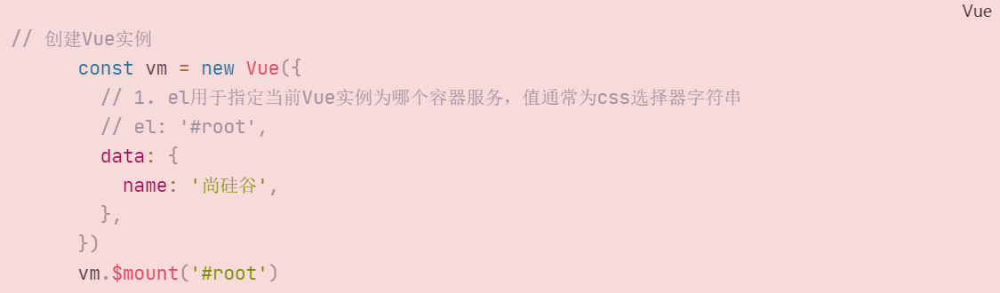 Vue
// 创建Vue实例
const vm = new Vue({
// 1. el用于指定当前Vue实例为哪个容器服务，值通常为css选择器字符串
// el: '#root',
data: {
name: '尚硅谷',
},
})
vm.$mount('#root')